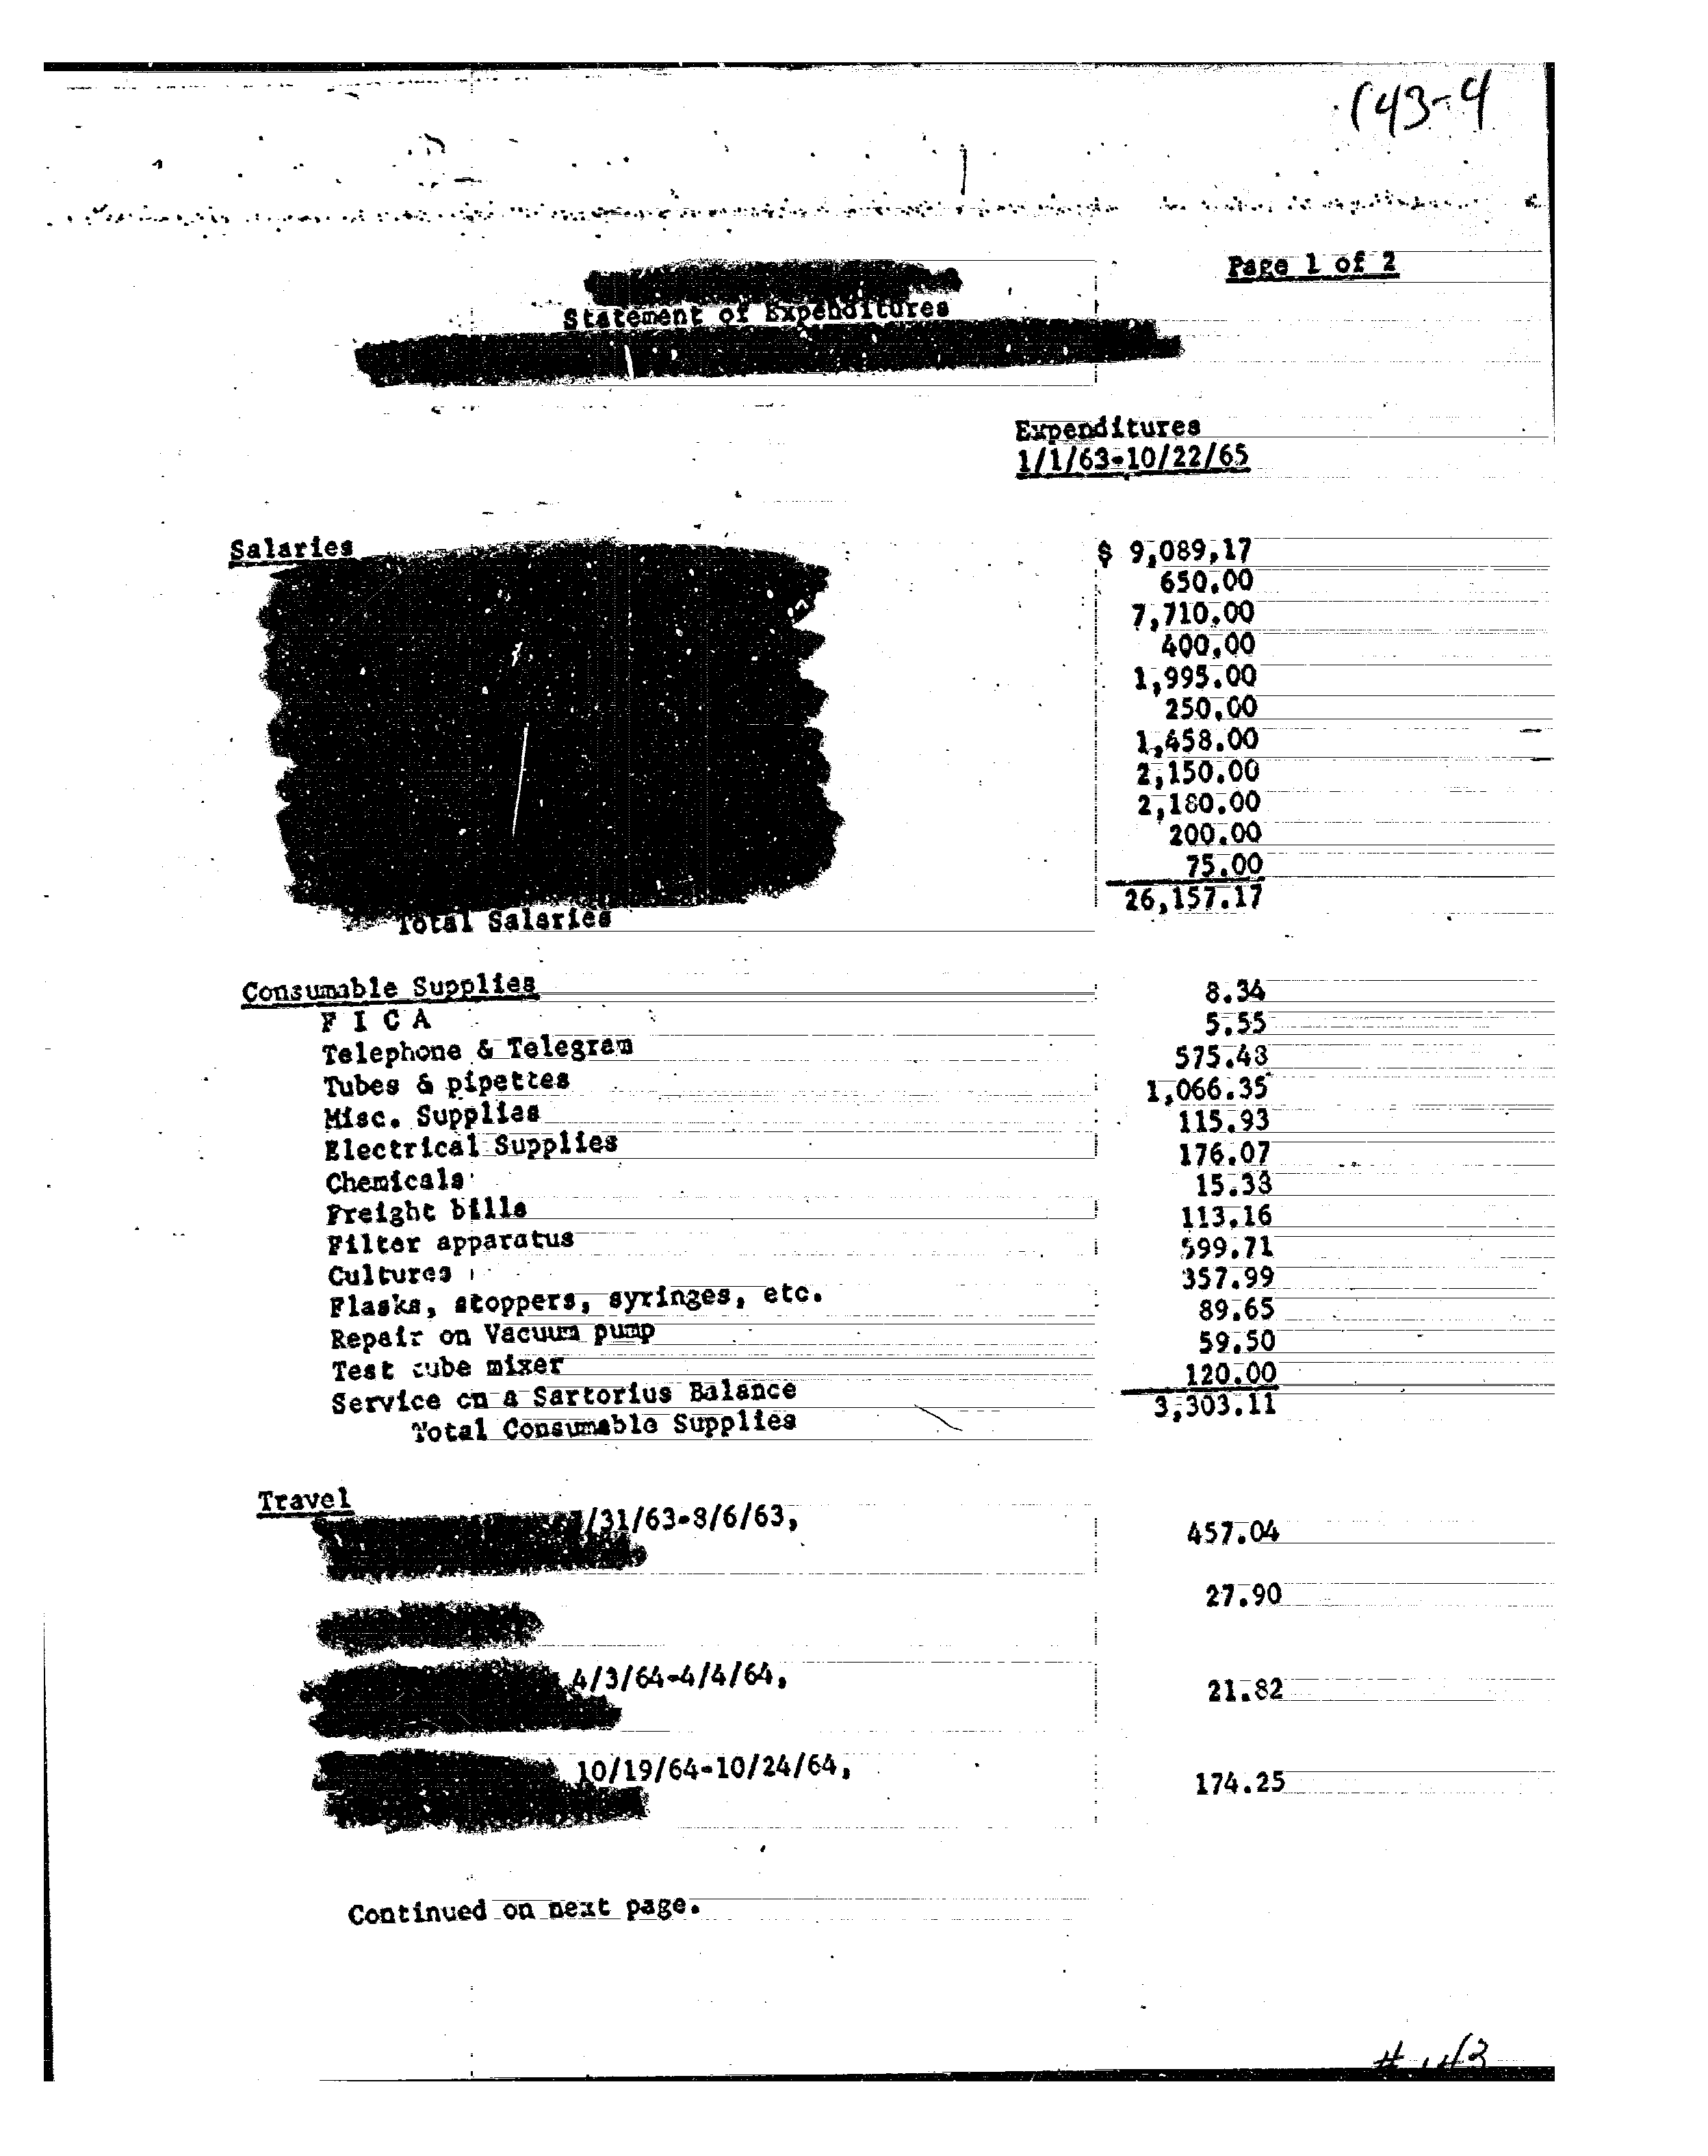 143-4
Page 1 of 2
Statement of Expenditures
Expenditures
1/1/63-10/22/65
Salaries
$ 9,089.17
650.00
7,710.00
400.00
1,995.00
250.00
1,458.00
2,150.00
2,180.00
200.00
75.00
Total Salaries 26,157.17
Consumable Supplies
F I C A 8.34
Telephone & Telegram 5.55
Tubes & pipettes 575.48
Misc. Supplies 1,066.35
Electrical Supplies 115.93
Chemicals 176.07
Freight bills 15.38
Filter apparatus 113.16
Cultures 599.71
Flasks, stoppers, syringes, etc. 357.99
Repair on Vacuum pump 89.65
Test tube mixer 59.50
Service on a Sartorius Balance 120.00
Total Consumable Supplies 3,303.11
Travel
7/31/63-8/6/63, 457.04
27.90
4/3/64-4/4/64, 21.82
10/19/64-10/24/64, 174.25
Continued on next page.
# 143